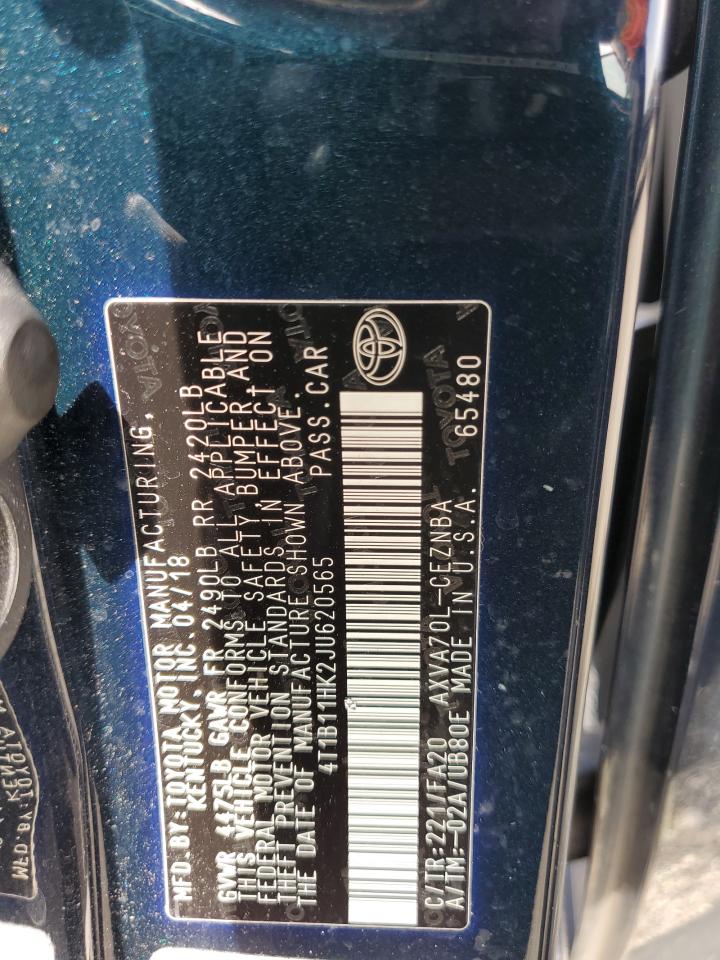 MFD.BY:TOYOTA MOTOR MANUFACTURING,
KENTUCKY, INC.04/18
GVWR 4475LB GAWR FR 2490LB RR 2420LB
THIS VEHICLE CONFORMS TO ALL APPLICABLE
FEDERAL MOTOR VEHICLE SAFETY, BUMPER, AND
THEFT PREVENTION STANDARDS IN EFFECT ON
THE DATE OF MANUFACTURE SHOWN ABOVE.
4T1B11HK2JU620565 PASS.CAR
C/TR:221/FA20 AXVA70L-CEZNBA
A/TM:-02A/UB80E MADE IN U.S.A. 65480
TOYOTA